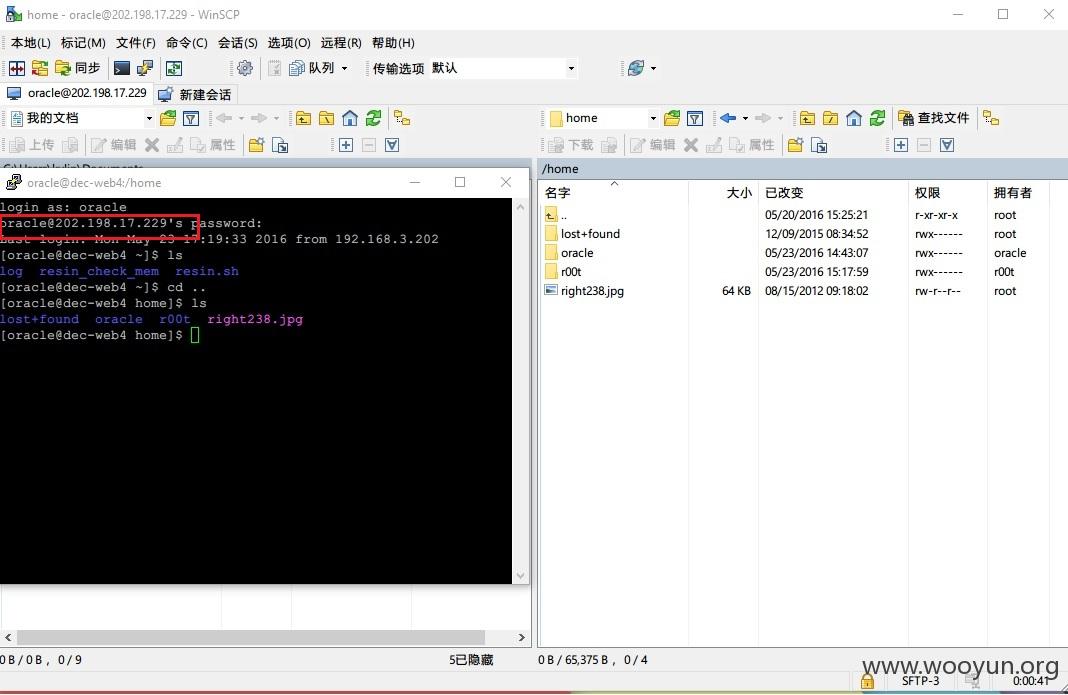 home - oracle@202.198.17.229 - WinSCP
本地(L) 标记(M) 文件(F) 命令(C) 会话(S) 选项(O) 远程(R) 帮助(H)
同步 队列 传输选项 默认
oracle@202.198.17.229 新建会话
我的文档 home 查找文件
上传 编辑 属性 下载 编辑 属性
C:\Users\kylin\Documents
/home
oracle@dec-web4:/home
login as: oracle
oracle@202.198.17.229's password:
Last login: Mon May 23 17:19:33 2016 from 192.168.3.202
[oracle@dec-web4 ~]$ ls
log resin_check_mem resin.sh
[oracle@dec-web4 ~]$ cd ..
[oracle@dec-web4 home]$ ls
lost+found oracle r00t right238.jpg
[oracle@dec-web4 home]$
名字 大小 已改变 权限 拥有者
.. 05/20/2016 15:25:21 r-xr-xr-x root
lost+found 12/09/2015 08:34:52 rwx------ root
oracle 05/23/2016 14:43:07 rwx------ oracle
r00t 05/23/2016 15:17:59 rwx------ r00t
right238.jpg 64 KB 08/15/2012 09:18:02 rw-r--r-- root
0 B / 0 B， 0 / 9 5已隐藏 0 B / 65,375 B， 0 / 4
www.wooyun.org
SFTP-3 0:00:41